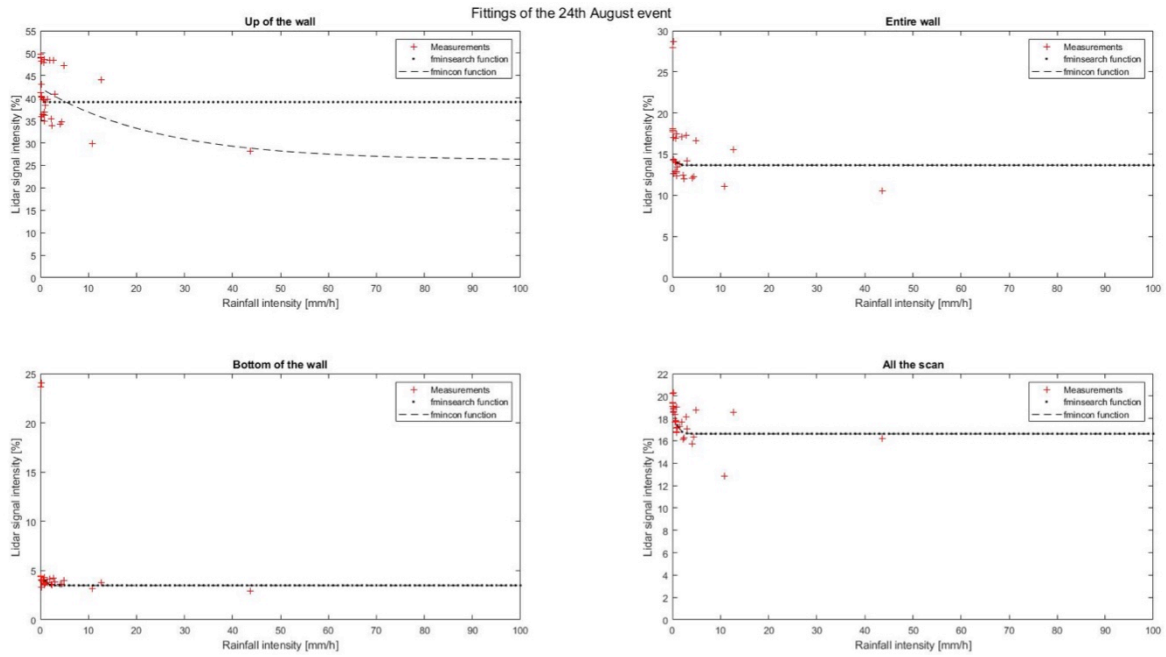 Fittings of the 24th August event
Up of the wall
55
50
45
40
35
30
25
20
15
10
5
0
Lidar signal intensity [%]
Measurements
fminsearch function
fmincon function
0 10 20 30 40 50 60 70 80 90 100
Rainfall intensity [mm/h]
Entire wall
30
25
20
15
10
5
0
Lidar signal intensity [%]
Measurements
fminsearch function
fmincon function
0 10 20 30 40 50 60 70 80 90 100
Rainfall intensity [mm/h]
Bottom of the wall
25
20
15
10
5
0
Lidar signal intensity [%]
Measurements
fminsearch function
fmincon function
0 10 20 30 40 50 60 70 80 90 100
Rainfall intensity [mm/h]
All the scan
22
20
18
16
14
12
10
8
6
4
2
0
Lidar signal intensity [%]
Measurements
fminsearch function
fmincon function
0 10 20 30 40 50 60 70 80 90 100
Rainfall intensity [mm/h]